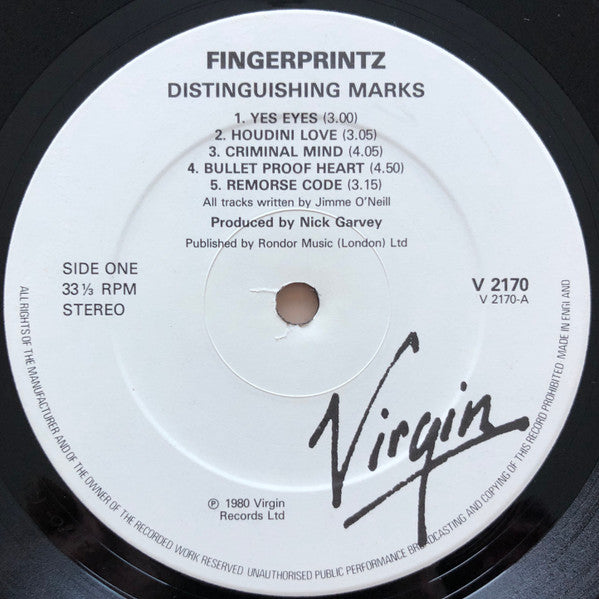 FINGERPRINTZ
DISTINGUISHING MARKS
1. YES EYES (3.00)
2. HOUDINI LOVE (3.05)
3. CRIMINAL MIND (4.05)
4. BULLET PROOF HEART (4.50)
5. REMORSE CODE (3.15)
All tracks written by Jimme O'Neill
Produced by Nick Garvey
Published by Rondor Music (London) Ltd
SIDE ONE
33⅓ RPM
STEREO
V 2170
V 2170-A
Virgin
℗ 1980 Virgin
Records Ltd
ALL RIGHTS OF THE MANUFACTURER AND OF THE OWNER OF THE RECORDED WORK RESERVED. UNAUTHORISED PUBLIC PERFORMANCE BROADCASTING AND COPYING OF THIS RECORD PROHIBITED. MADE IN ENGLAND